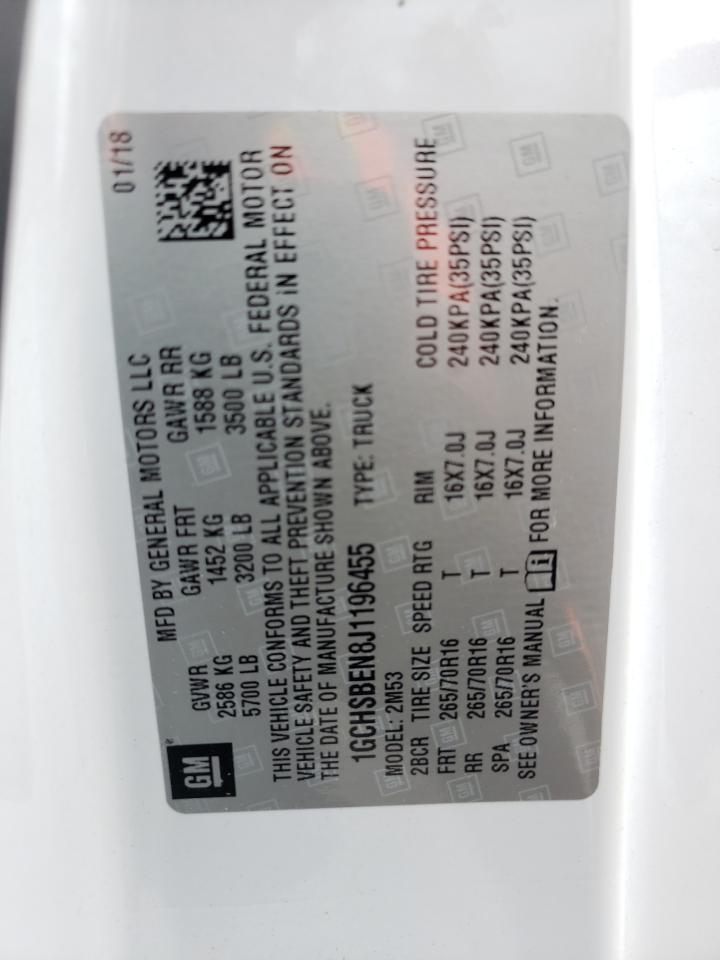 GM
MFD BY GENERAL MOTORS LLC 01/18
GVWR GAWR FRT GAWR RR
2586 KG 1452 KG 1588 KG
5700 LB 3200 LB 3500 LB
THIS VEHICLE CONFORMS TO ALL APPLICABLE U.S. FEDERAL MOTOR
VEHICLE SAFETY AND THEFT PREVENTION STANDARDS IN EFFECT ON
THE DATE OF MANUFACTURE SHOWN ABOVE.
1GCHSBEN8J1196455 TYPE: TRUCK
MODEL: 2M53
2BCR TIRE SIZE SPEED RTG RIM COLD TIRE PRESSURE
FRT 265/70R16 T 16X7.0J 240KPA(35PSI)
RR 265/70R16 T 16X7.0J 240KPA(35PSI)
SPA 265/70R16 T 16X7.0J 240KPA(35PSI)
SEE OWNER'S MANUAL i FOR MORE INFORMATION.